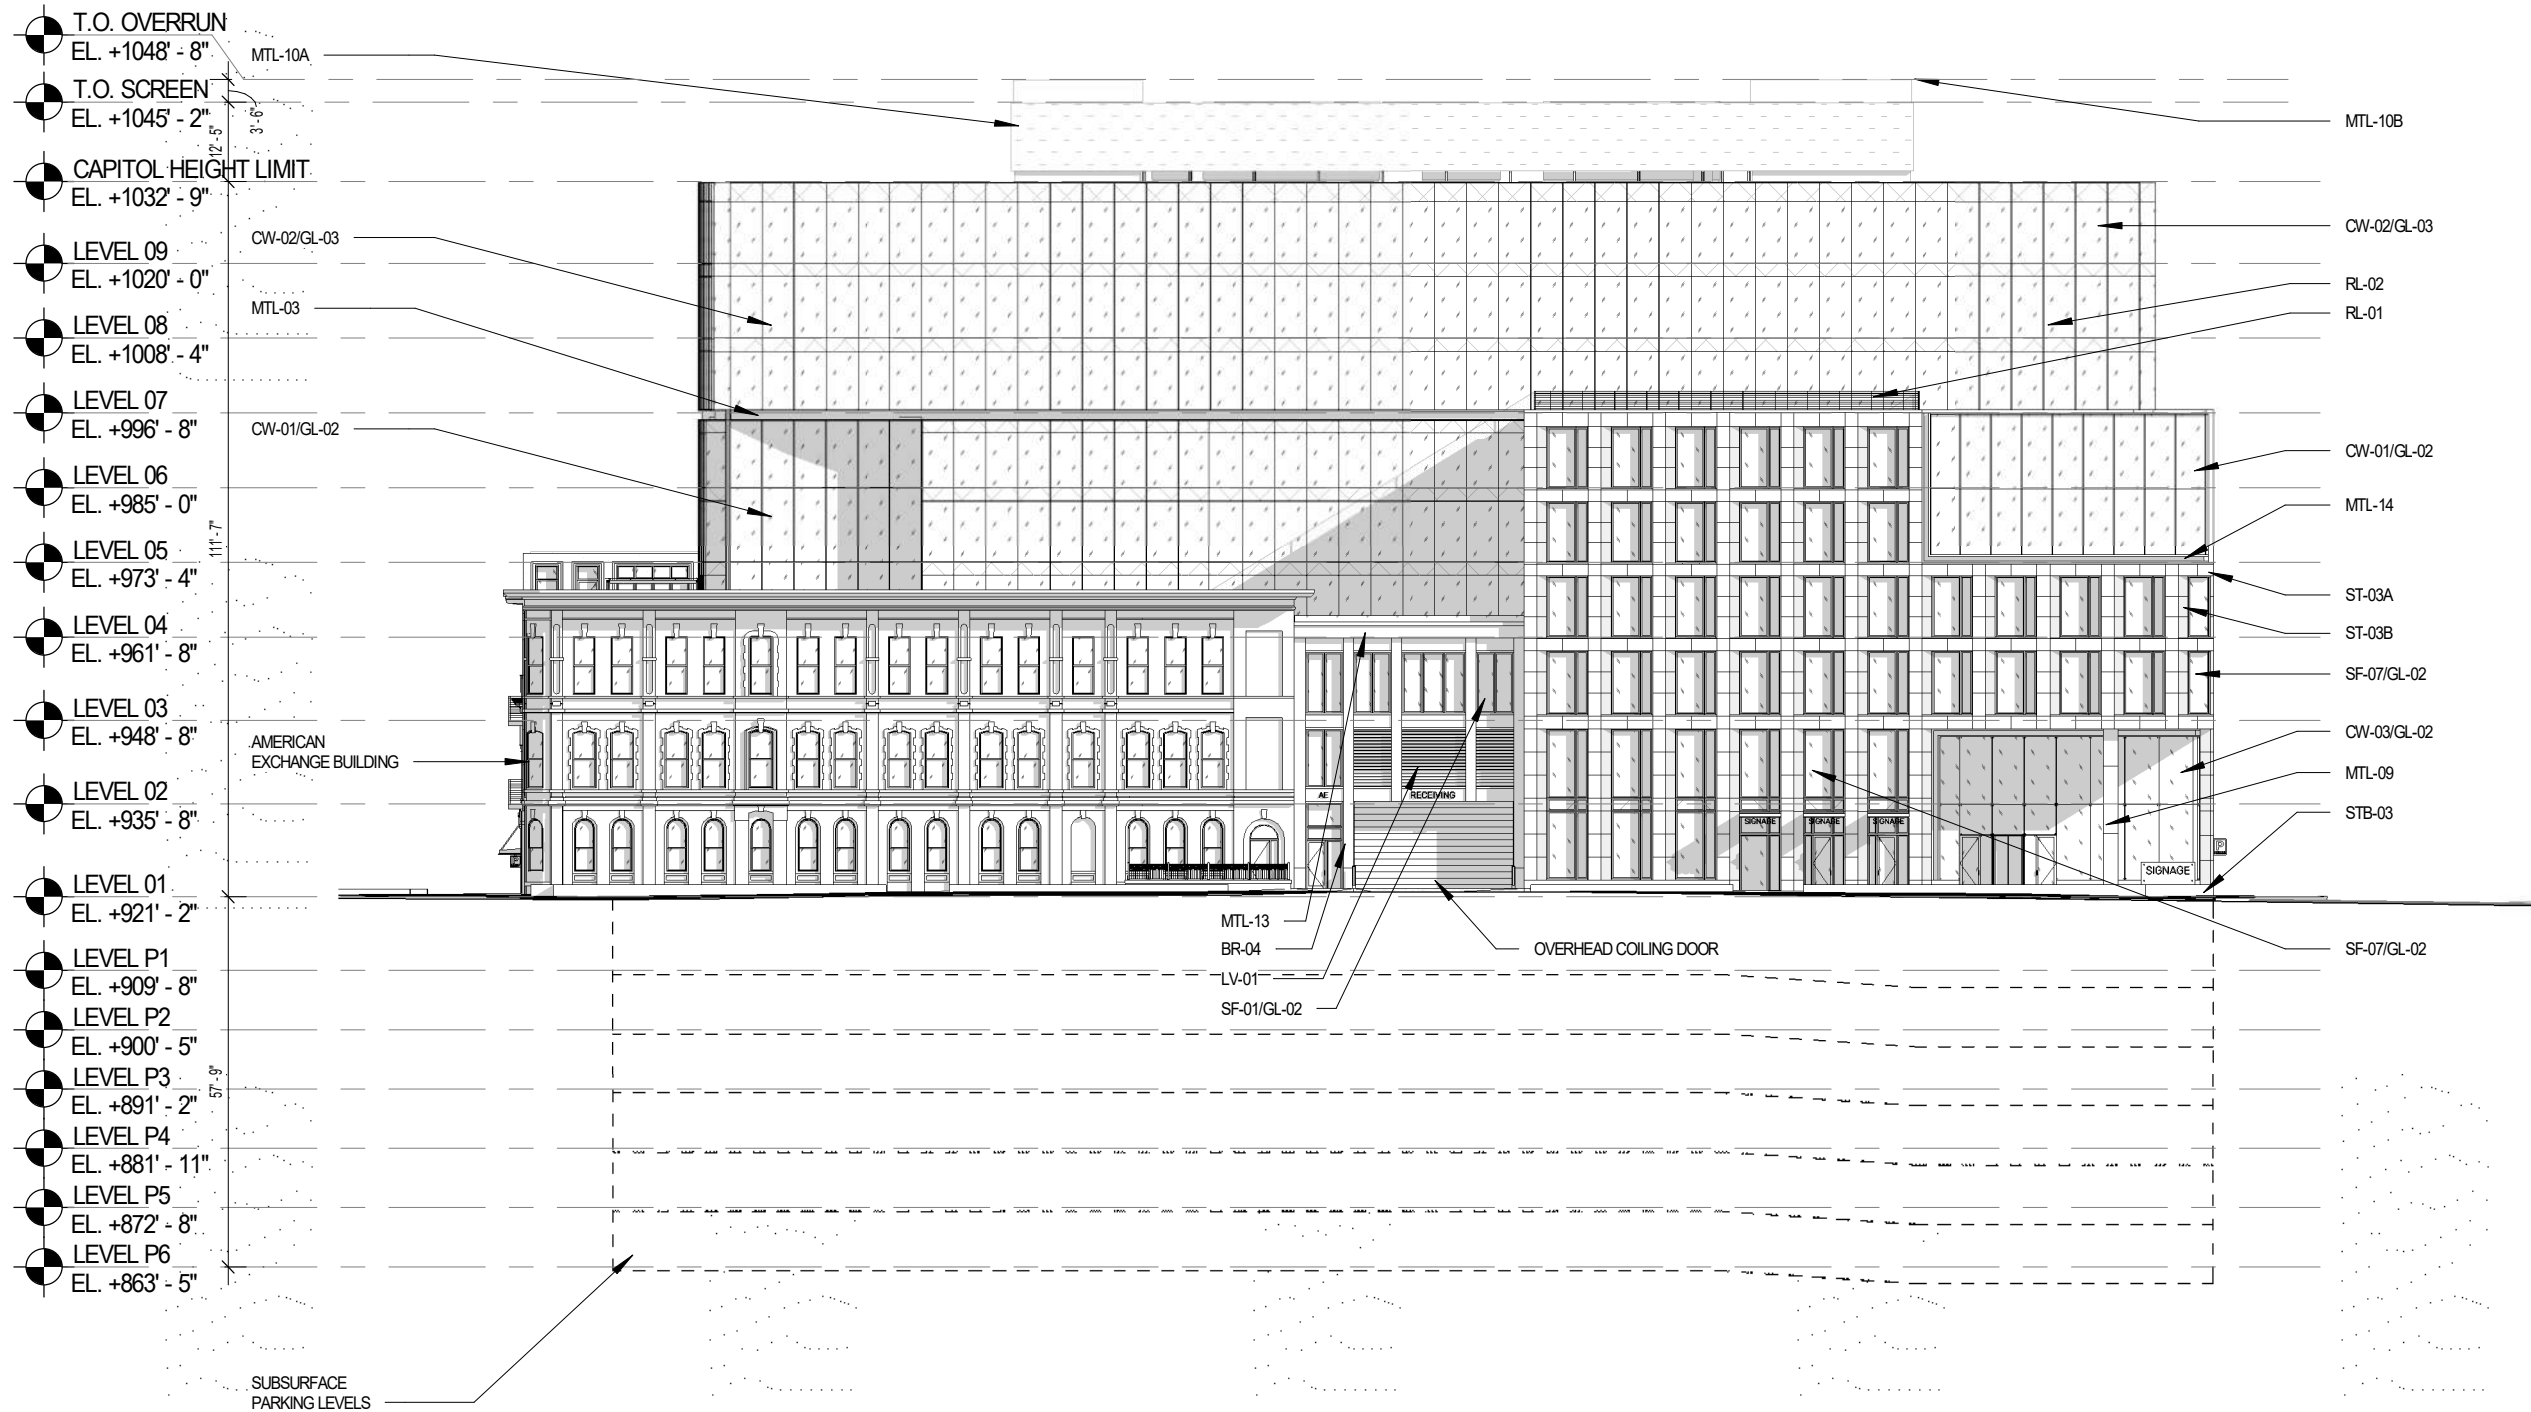 T.O. OVERRUN
EL. +1048' - 8"
T.O. SCREEN
EL. +1045' - 2"
CAPITOL HEIGHT LIMIT
EL. +1032' - 9"
LEVEL 09
EL. +1020' - 0"
LEVEL 08
EL. +1008' - 4"
LEVEL 07
EL. +996' - 8"
LEVEL 06
EL. +985' - 0"
LEVEL 05
EL. +973' - 4"
LEVEL 04
EL. +961' - 8"
LEVEL 03
EL. +948' - 8"
LEVEL 02
EL. +935' - 8"
LEVEL 01
EL. +921' - 2"
LEVEL P1
EL. +909' - 8"
LEVEL P2
EL. +900' - 5"
LEVEL P3
EL. +891' - 2"
LEVEL P4
EL. +881' - 11"
LEVEL P5
EL. +872' - 8"
LEVEL P6
EL. +863' - 5"
3' - 6"
12' - 5"
111' - 7"
57' - 9"
MTL-10A
CW-02/GL-03
MTL-03
CW-01/GL-02
AMERICAN
EXCHANGE BUILDING
SUBSURFACE
PARKING LEVELS
AE
RECEIVING
SIGNAGE
SIGNAGE
SIGNAGE
SIGNAGE
P
P
MTL-13
BR-04
LV-01
SF-01/GL-02
OVERHEAD COILING DOOR
MTL-10B
CW-02/GL-03
RL-02
RL-01
CW-01/GL-02
MTL-14
ST-03A
ST-03B
SF-07/GL-02
CW-03/GL-02
MTL-09
STB-03
SF-07/GL-02